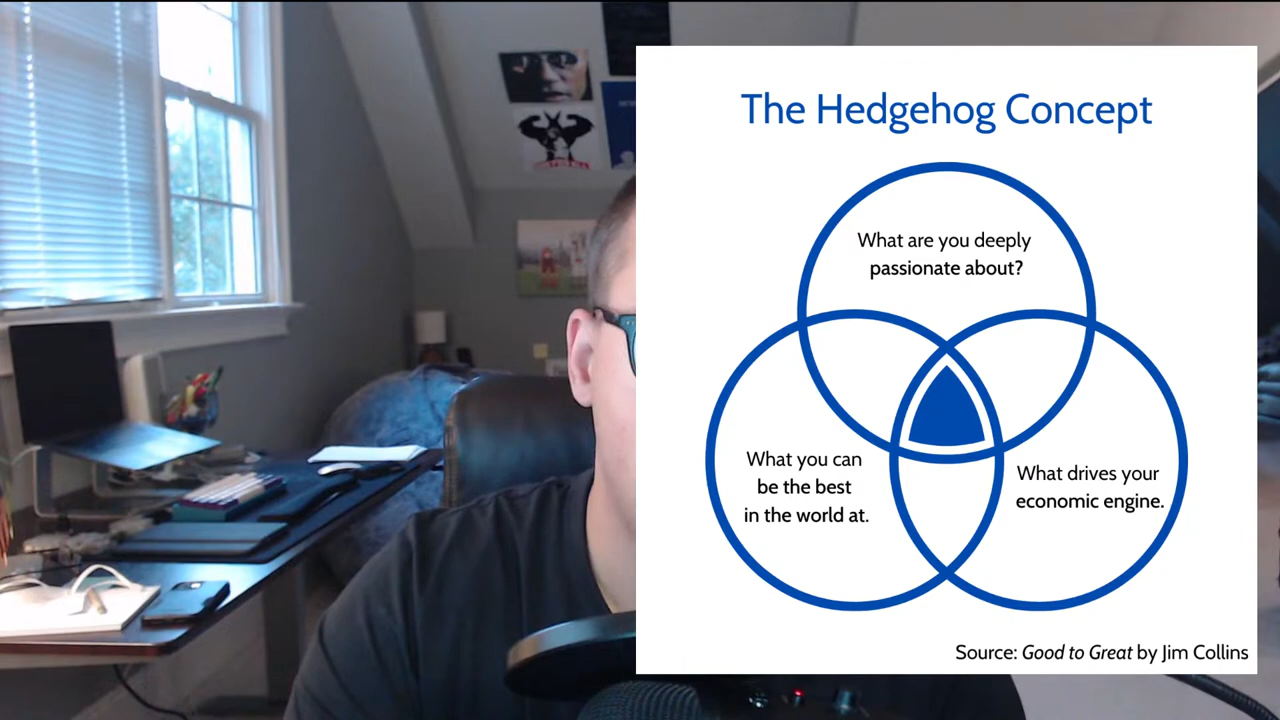 The Hedgehog Concept
What are you deeply
passionate about?
What you can
be the best
in the world at.
What drives your
economic engine.
Source: Good to Great by Jim Collins